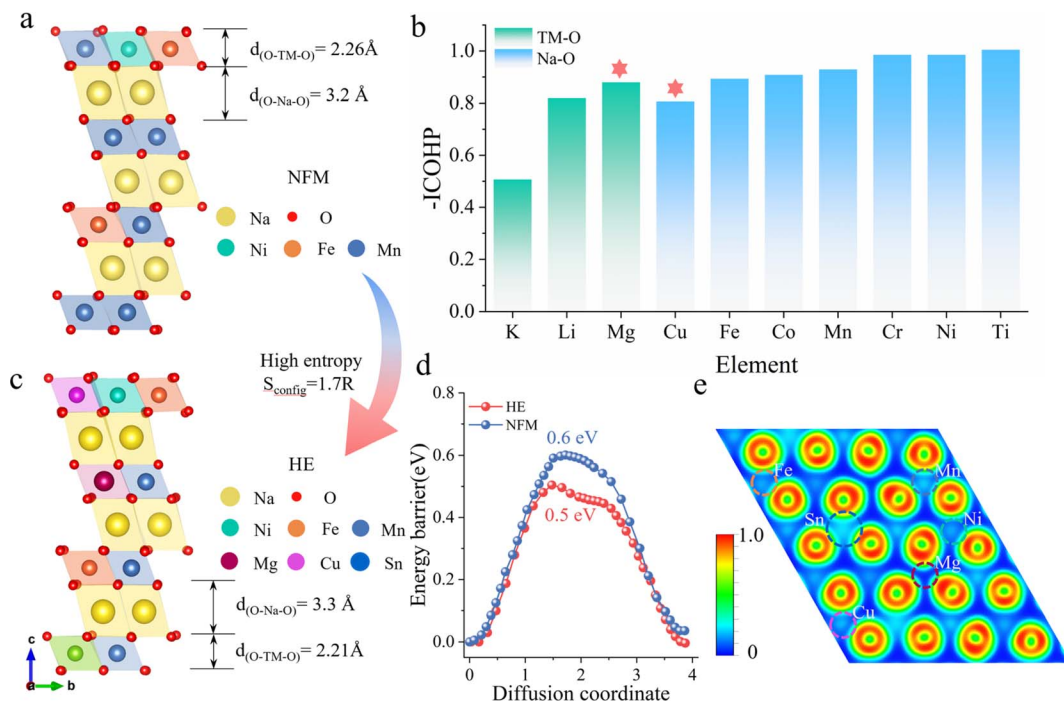 a
d(O-TM-O)= 2.26Å
d(O-Na-O)= 3.2 Å
NFM
Na O
Ni Fe Mn
High entropy
Sconfig=1.7R
b
TM-O
Na-O
-ICOHP
1.0
0.8
0.6
0.4
0.2
0.0
K Li Mg Cu Fe Co Mn Cr Ni Ti
Element
c
HE
Na O
Ni Fe Mn
Mg Cu Sn
d(O-Na-O)= 3.3 Å
d(O-TM-O)= 2.21Å
c
a b
d
HE
NFM
0.6 eV
0.5 eV
Energy barrier(eV)
0.8
0.6
0.4
0.2
0.0
0 1 2 3 4
Diffusion coordinate
e
Fe Mn
Sn Ni
Mg
Cu
1.0
0